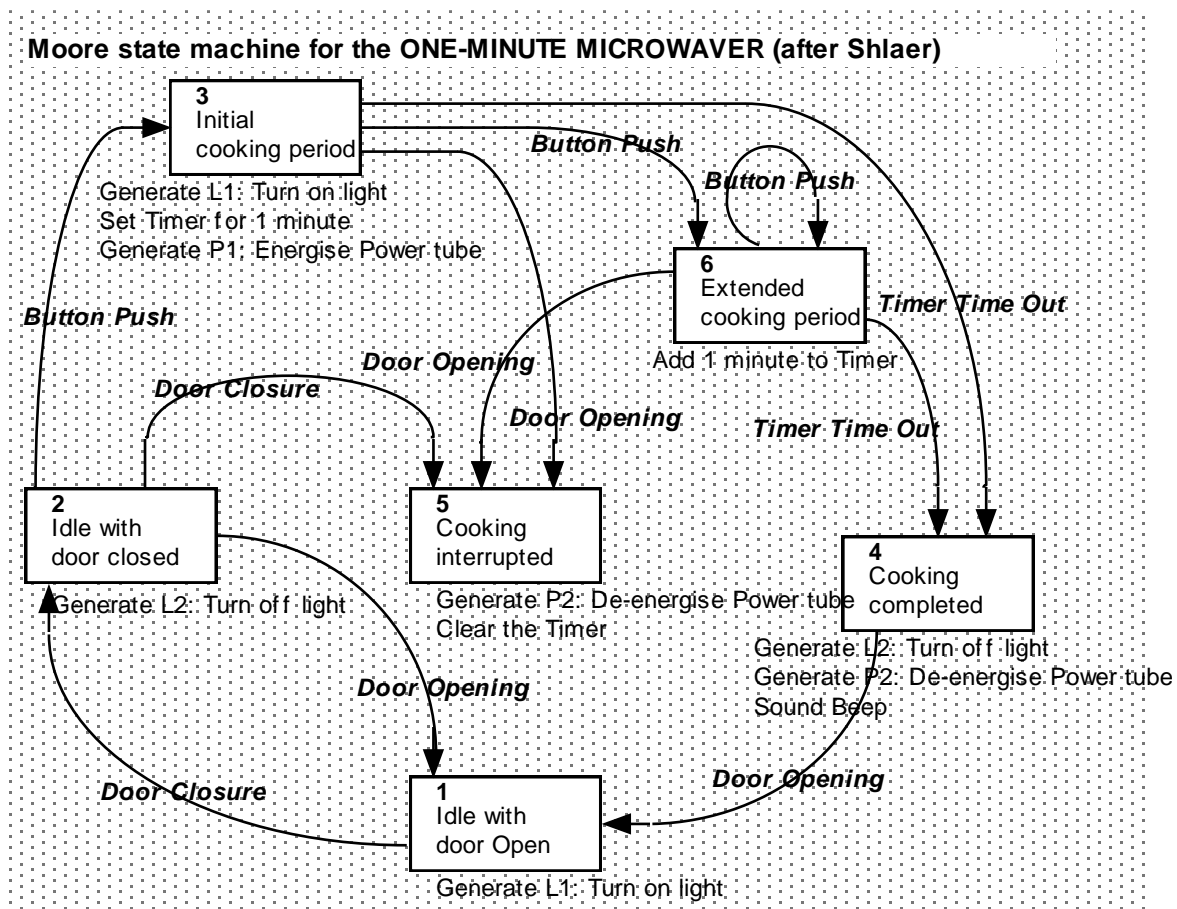 Moore state machine for the ONE-MINUTE MICROWAVER (after Shlaer)
3
Initial
cooking period
Generate L1: Turn on light
Set Timer for 1 minute
Generate P1: Energise Power tube
Button Push
Button Push
6
Extended
cooking period
Add 1 minute to Timer
Timer Time Out
Button Push
Door Opening
Door Closure
Door Opening
Timer Time Out
2
Idle with
door closed
Generate L2: Turn off light
5
Cooking
interrupted
Generate P2: De-energise Power tube
Clear the Timer
4
Cooking
completed
Generate L2: Turn off light
Generate P2: De-energise Power tube
Sound Beep
Door Opening
Door Closure
Door Opening
1
Idle with
door Open
Generate L1: Turn on light